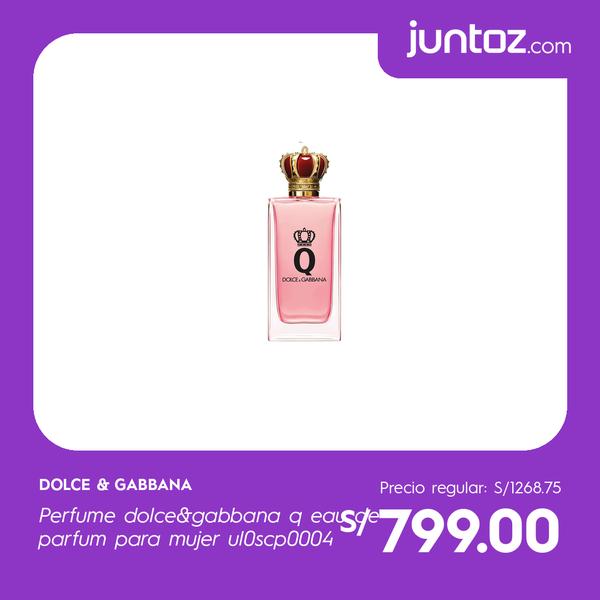 juntoz.com
Q
DOLCE & GABBANA
DOLCE & GABBANA
Precio regular: S/1268.75
Perfume dolce&gabbana q eau de
parfum para mujer ul0scp0004
S/799.00